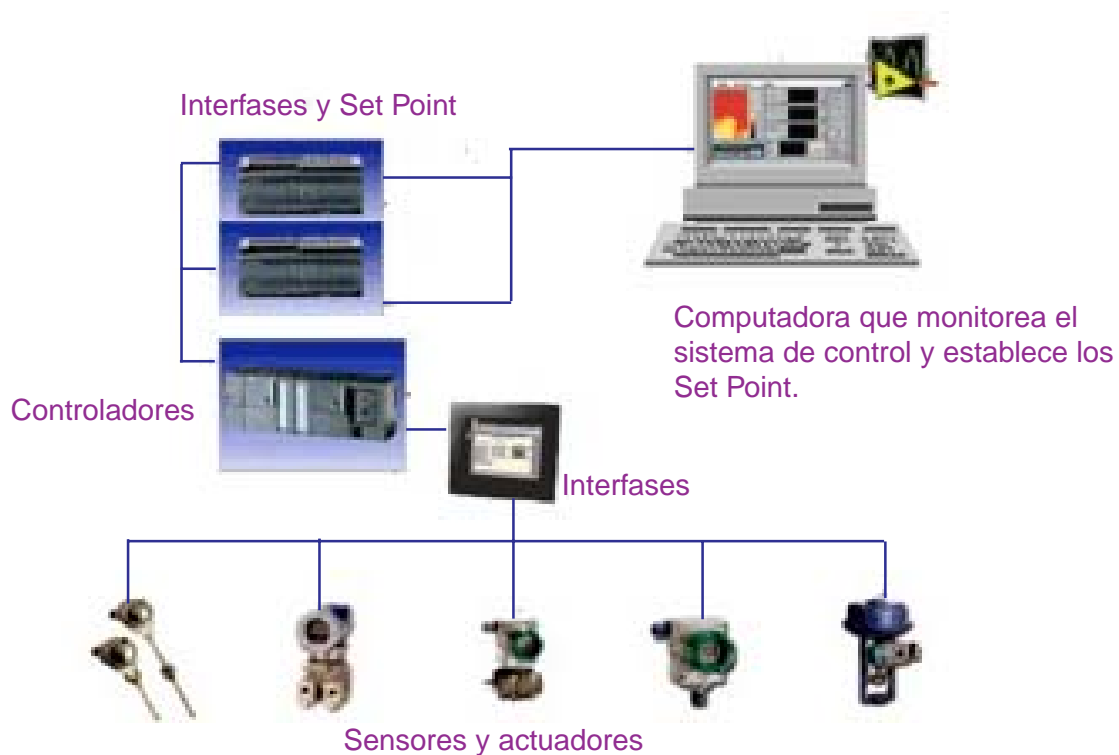 Interfases y Set Point
Computadora que monitorea el
sistema de control y establece los
Set Point.
Controladores
Interfases
Sensores y actuadores